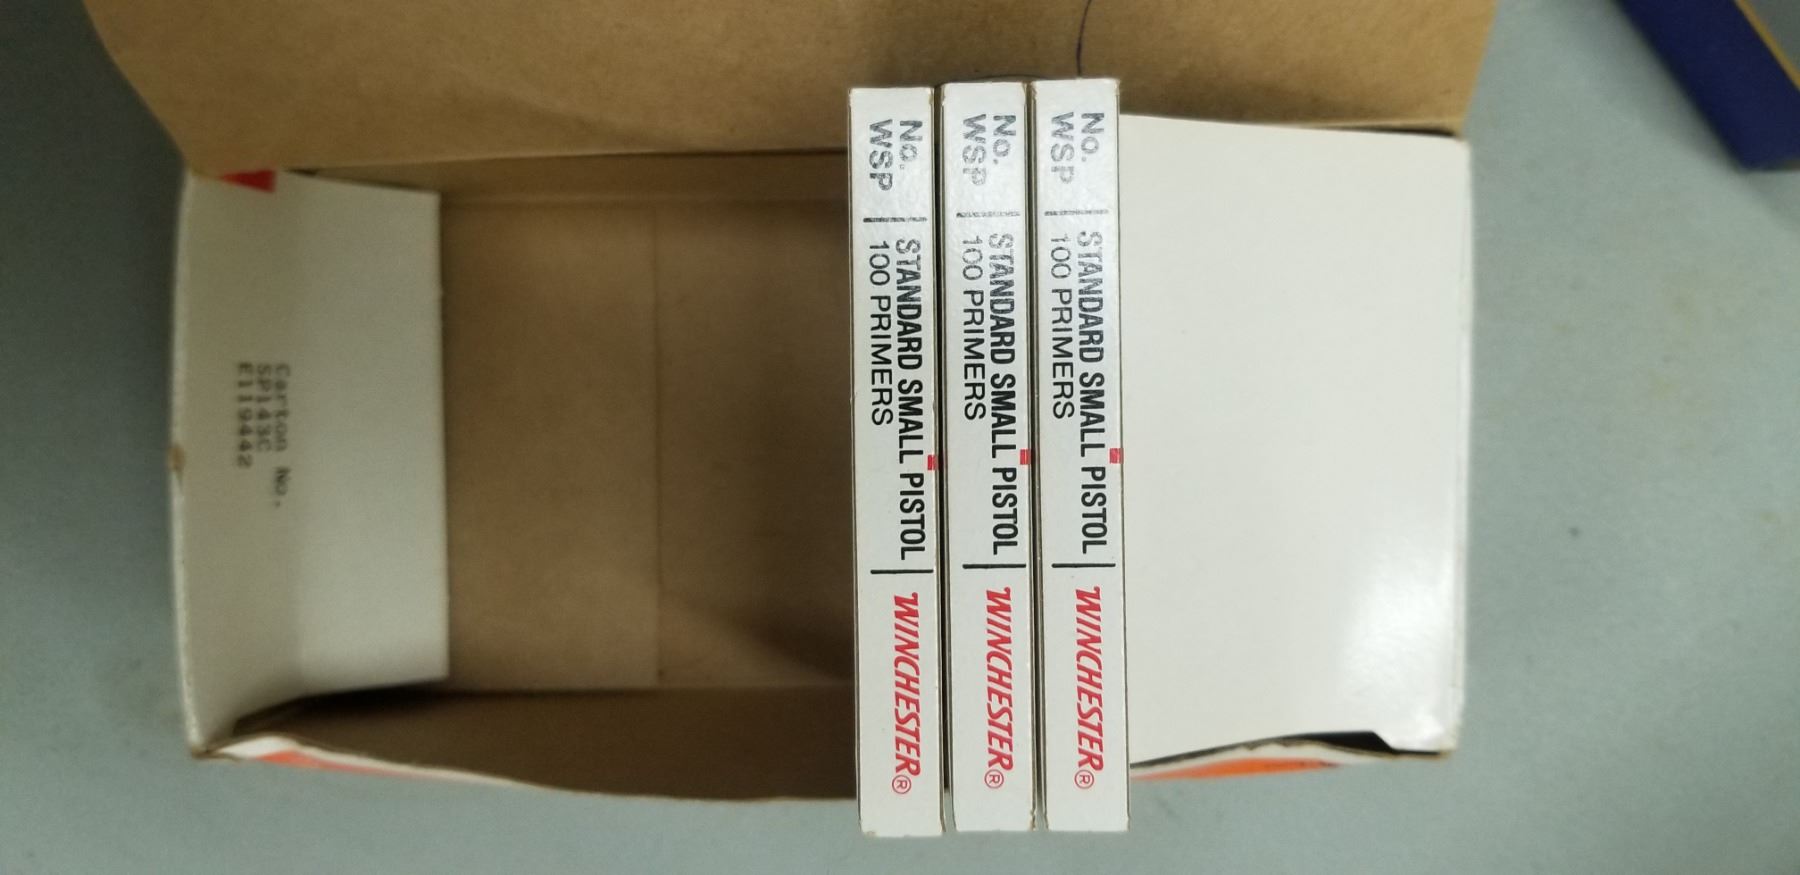 Carton No.
SP143C
E119442
No.
WSP
STANDARD SMALL PISTOL
100 PRIMERS
WINCHESTER®
No.
WSP
STANDARD SMALL PISTOL
100 PRIMERS
WINCHESTER®
No.
WSP
STANDARD SMALL PISTOL
100 PRIMERS
WINCHESTER®